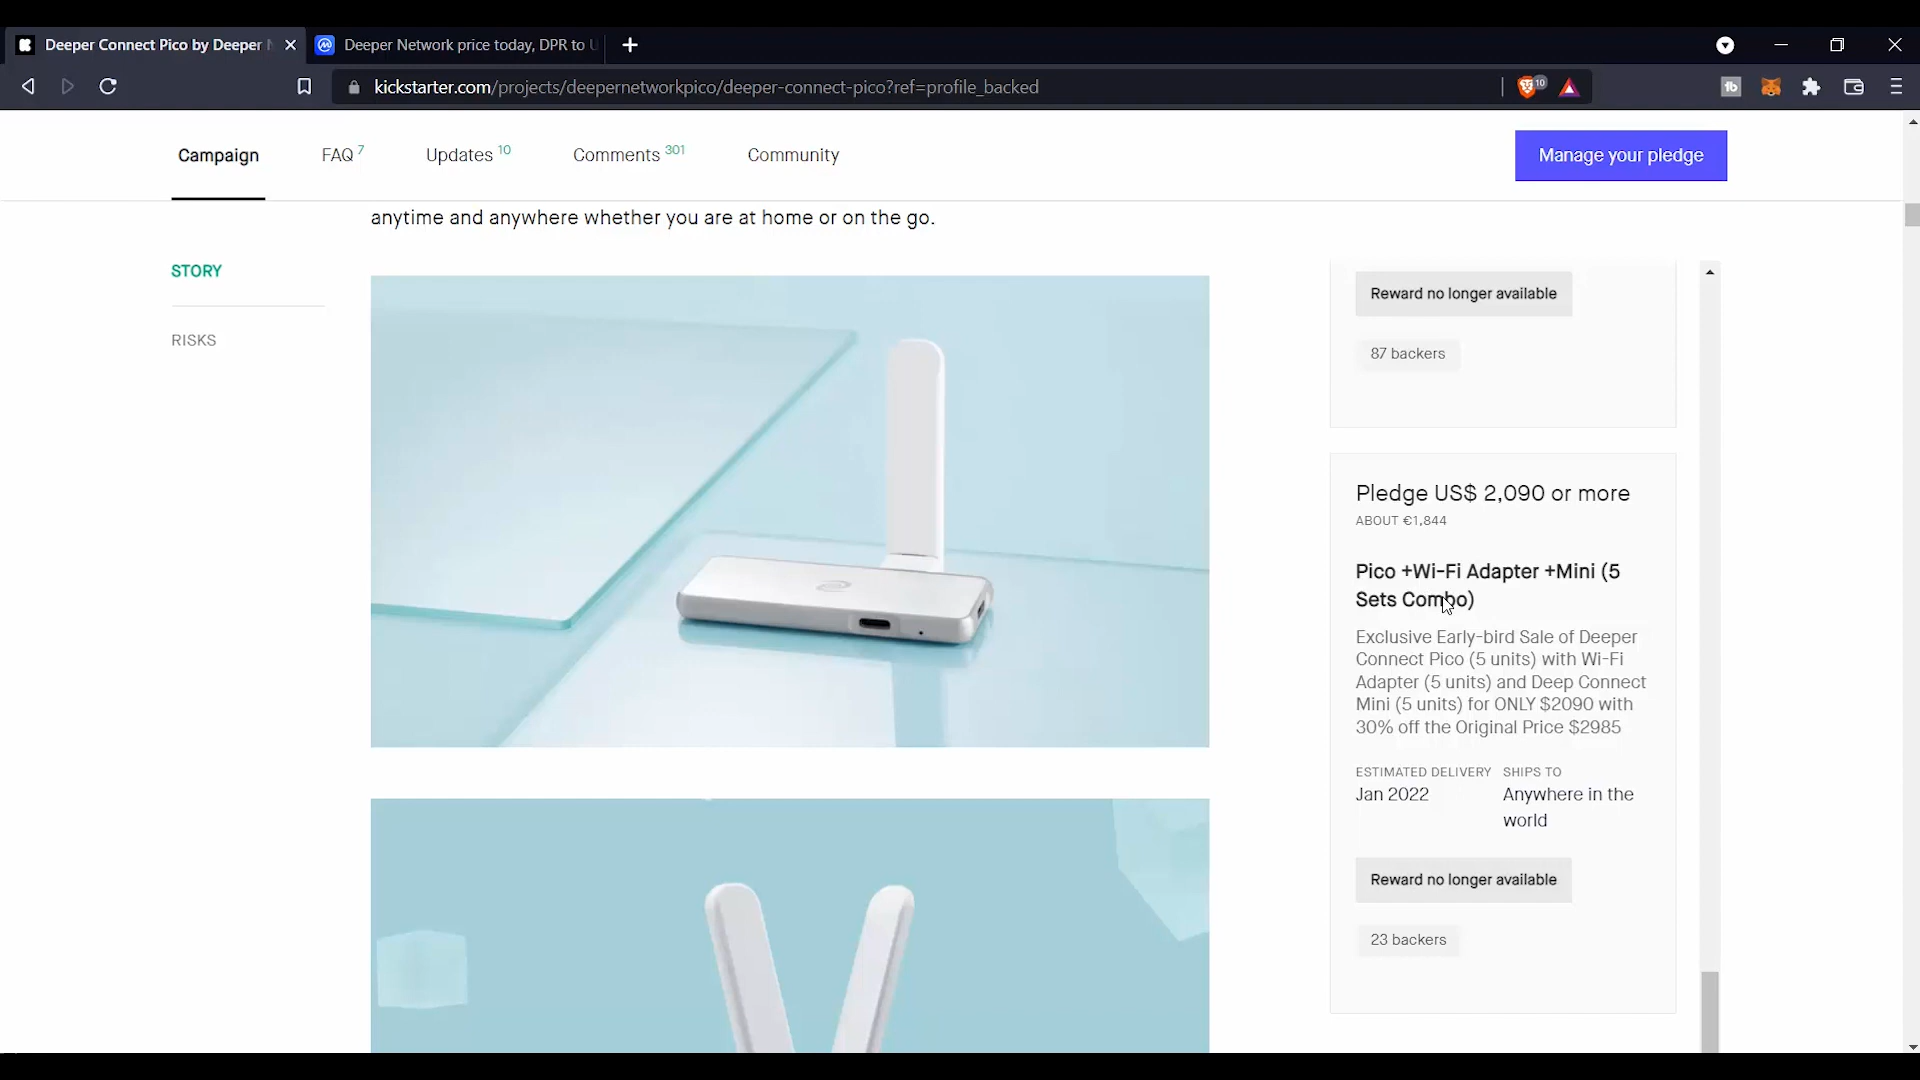 Deeper Connect Pico by Deeper
Deeper Network price today, DPR to U
kickstarter.com/projects/deepernetworkpico/deeper-connect-pico?ref=profile_backed
10
tb
Campaign
FAQ 7
Updates 10
Comments 301
Community
Manage your pledge
anytime and anywhere whether you are at home or on the go.
STORY
RISKS
Reward no longer available
87 backers
Pledge US$ 2,090 or more
ABOUT €1,844
Pico +Wi-Fi Adapter +Mini (5
Sets Combo)
Exclusive Early-bird Sale of Deeper
Connect Pico (5 units) with Wi-Fi
Adapter (5 units) and Deep Connect
Mini (5 units) for ONLY $2090 with
30% off the Original Price $2985
ESTIMATED DELIVERY
Jan 2022
SHIPS TO
Anywhere in the
world
Reward no longer available
23 backers